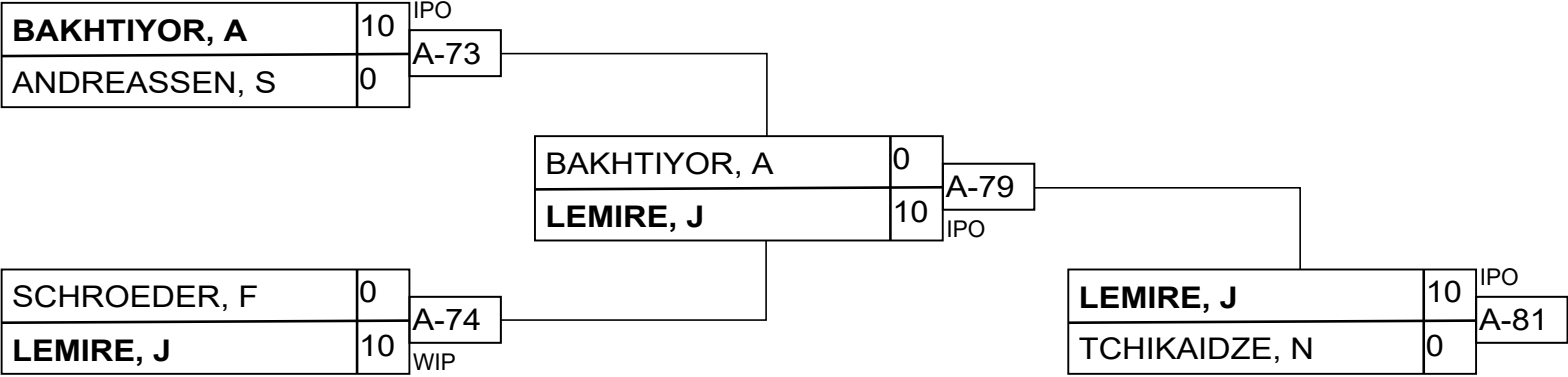 BAKHTIYOR, A 10 IPO
A-73
ANDREASSEN, S 0
BAKHTIYOR, A 0
A-79
LEMIRE, J 10 IPO
SCHROEDER, F 0
A-74
LEMIRE, J 10 WIP
LEMIRE, J 10 IPO
A-81
TCHIKAIDZE, N 0